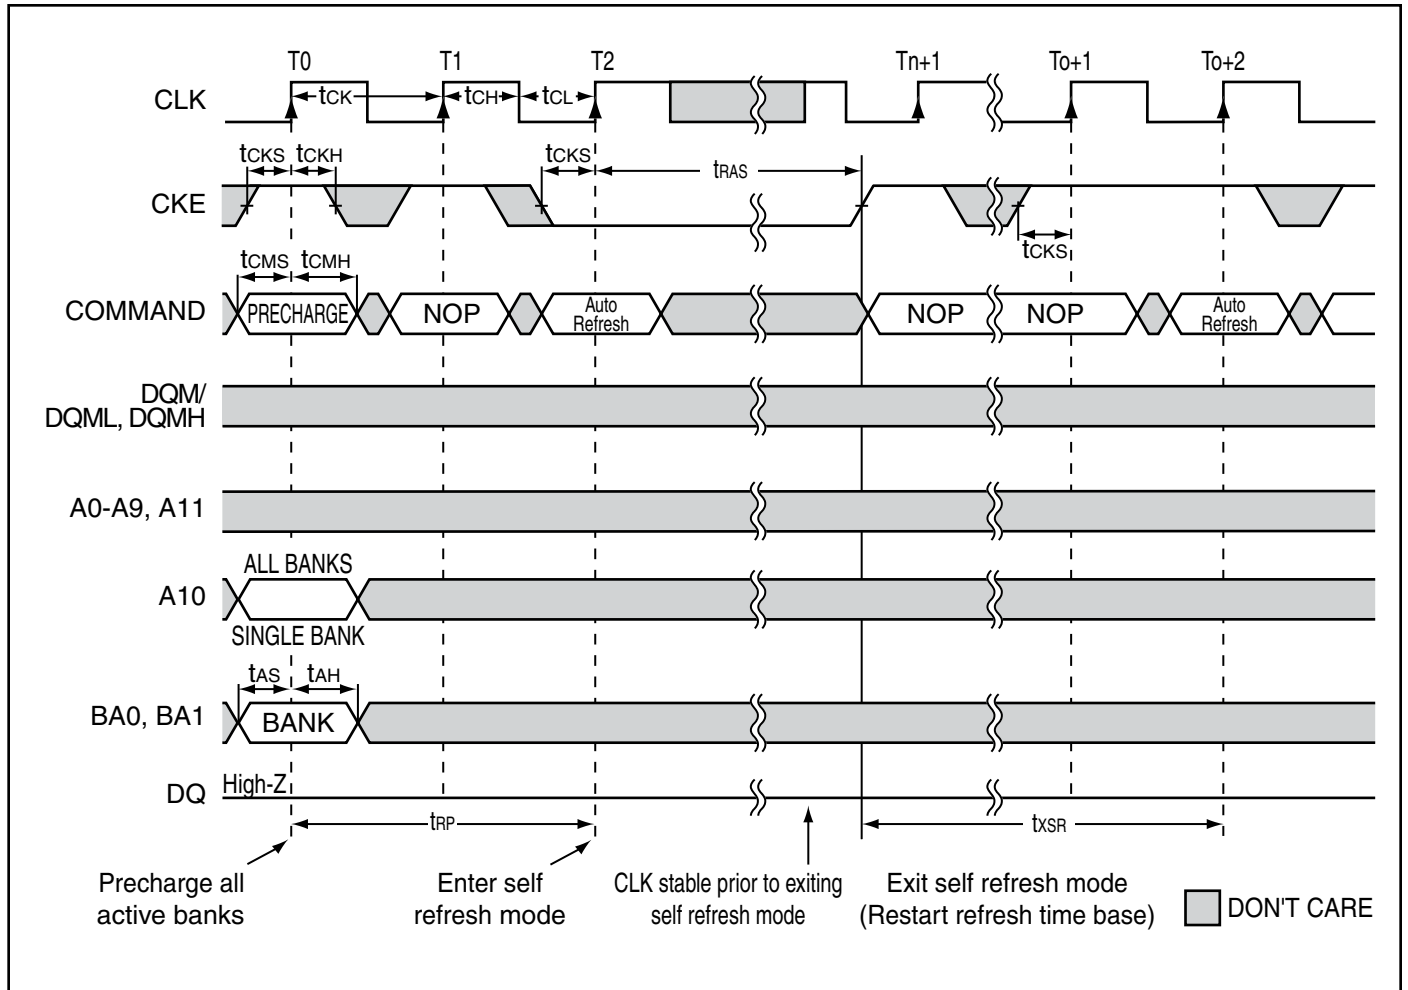 T0 T1 T2 Tn+1 To+1 To+2
CLK
tCK tCH tCL
tCKS tCKH tCKS tRAS
CKE
tCKS
tCMS tCMH
COMMAND
PRECHARGE NOP Auto Refresh NOP NOP Auto Refresh
DQM/
DQML, DQMH
A0-A9, A11
ALL BANKS
A10
SINGLE BANK
tAS tAH
BA0, BA1 BANK
DQ High-Z
tRP tXSR
Precharge all
active banks
Enter self
refresh mode
CLK stable prior to exiting
self refresh mode
Exit self refresh mode
(Restart refresh time base)
DON'T CARE